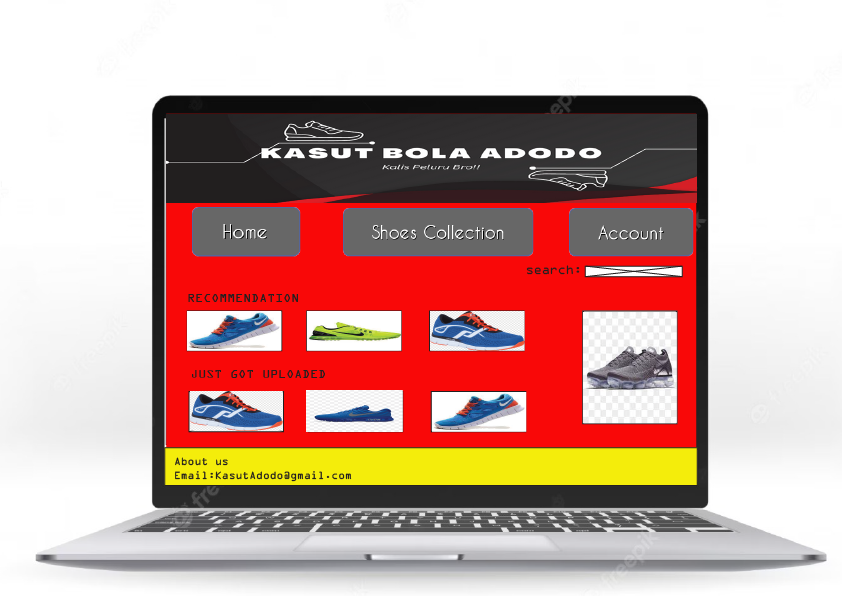 KASUT BOLA ADODO
Kalis Peluru Bro!!
Home
Shoes Collection
Account
search:
RECOMMENDATION
JUST GOT UPLOADED
About us
Email:KasutAdodo@gmail.com
freepik